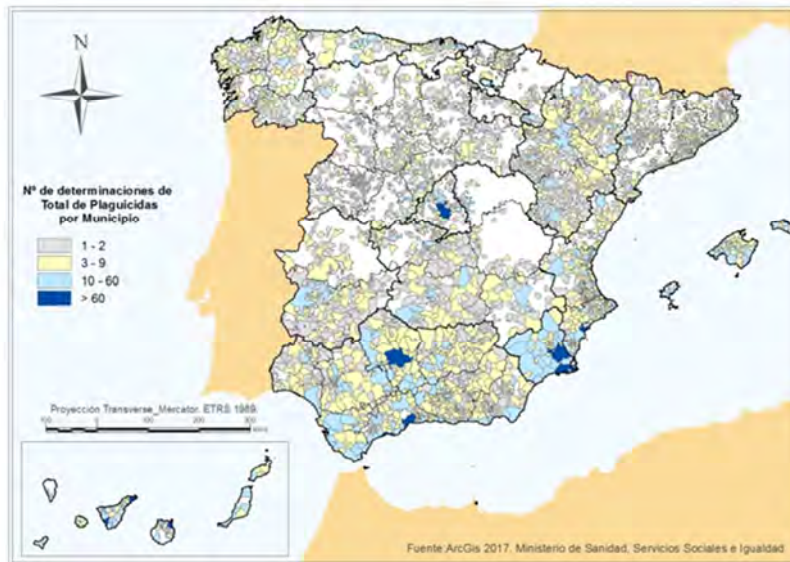 N
Nº de determinaciones de
Total de Plaguicidas
por Municipio
1 - 2
3 - 9
10 - 60
> 60
Proyección Transverse_Mercator. ETRS 1989.
100 0 100 200 300
Fuente:ArcGis 2017. Ministerio de Sanidad, Servicios Sociales e Igualdad